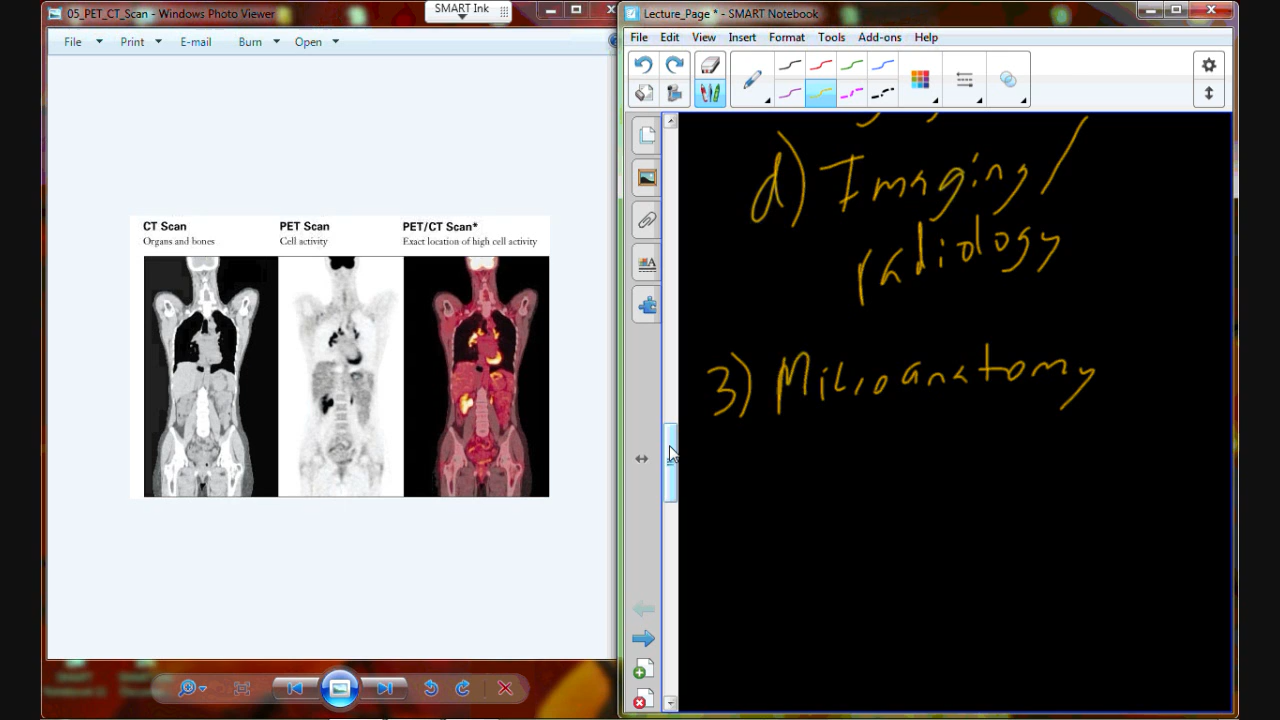 05_PET_CT_Scan - Windows Photo Viewer
SMART Ink
File Print E-mail Burn Open
CT Scan
Organs and bones
PET Scan
Cell activity
PET/CT Scan*
Exact location of high cell activity
Lecture_Page * - SMART Notebook
File Edit View Insert Format Tools Add-ons Help
d) Imaging/
radiology
3) Microanatomy